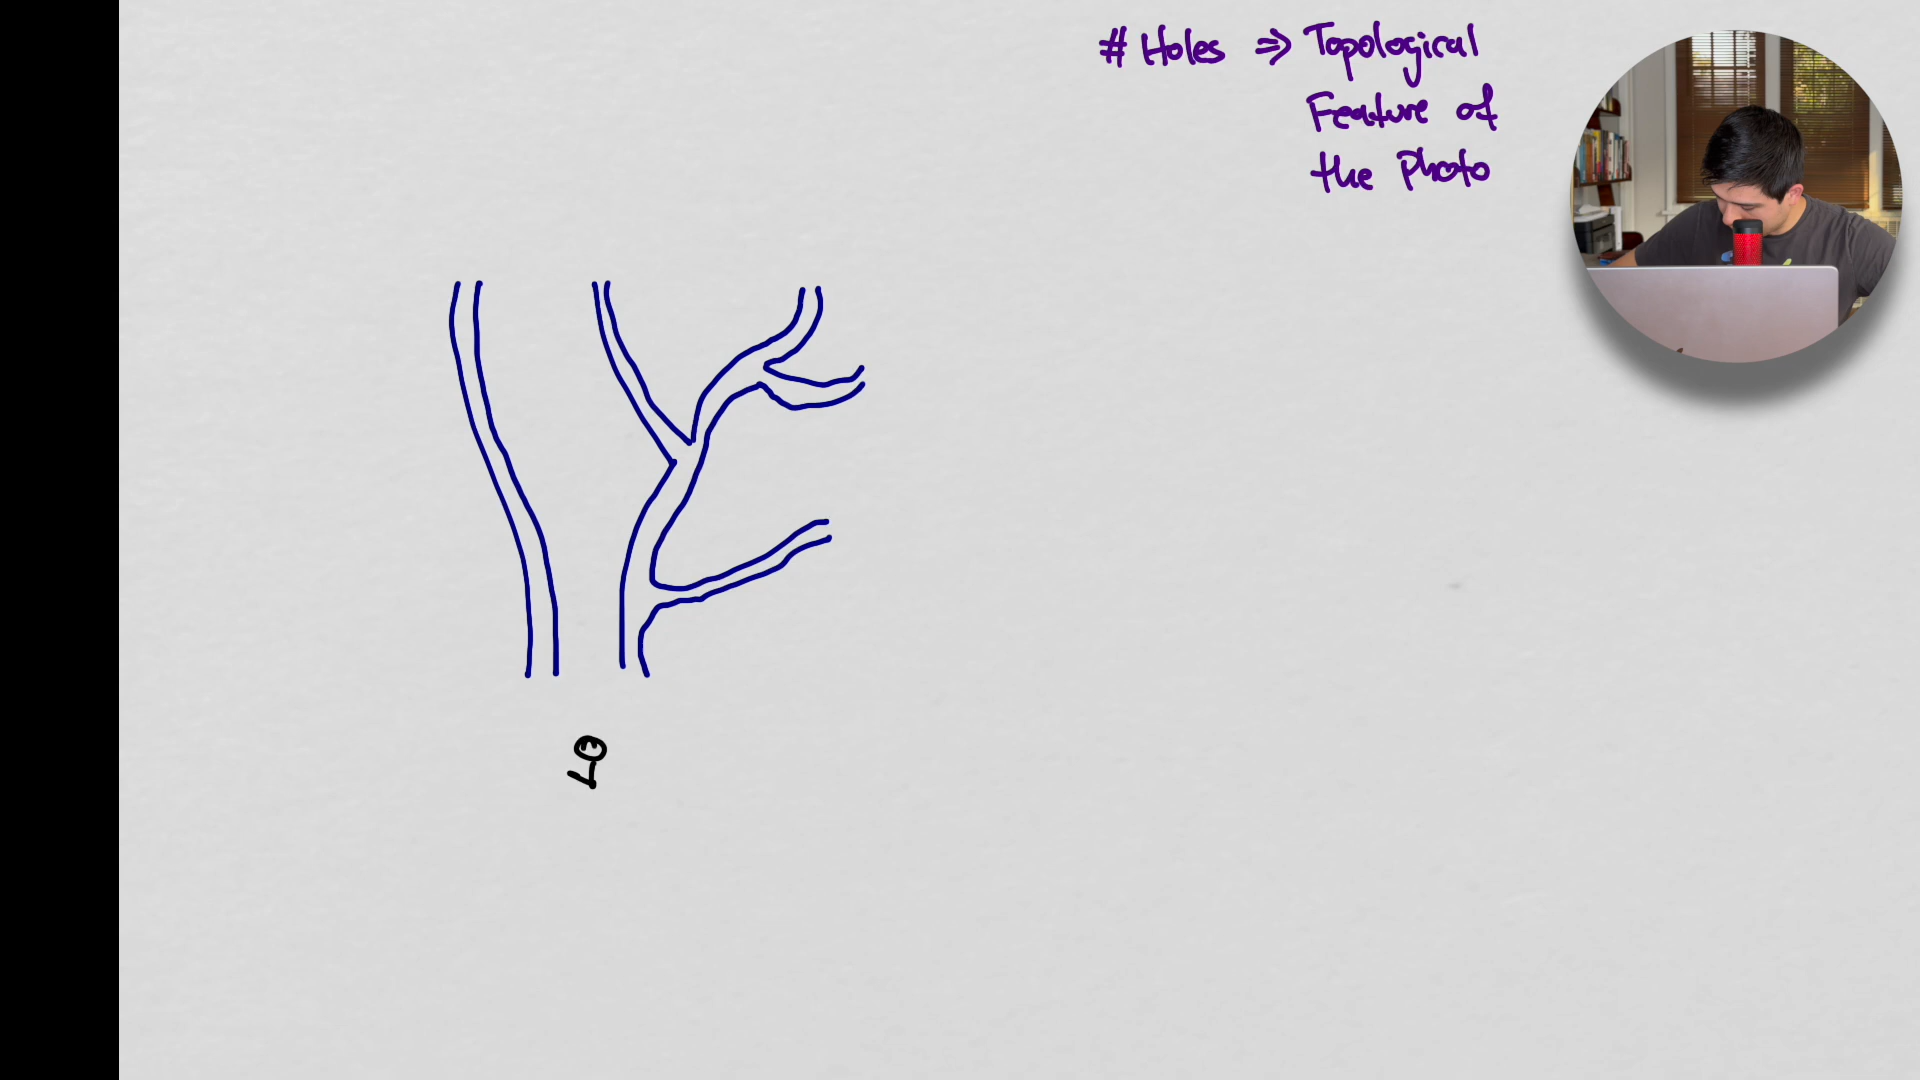 # Holes ⇒ Topological
Feature of
the Photo